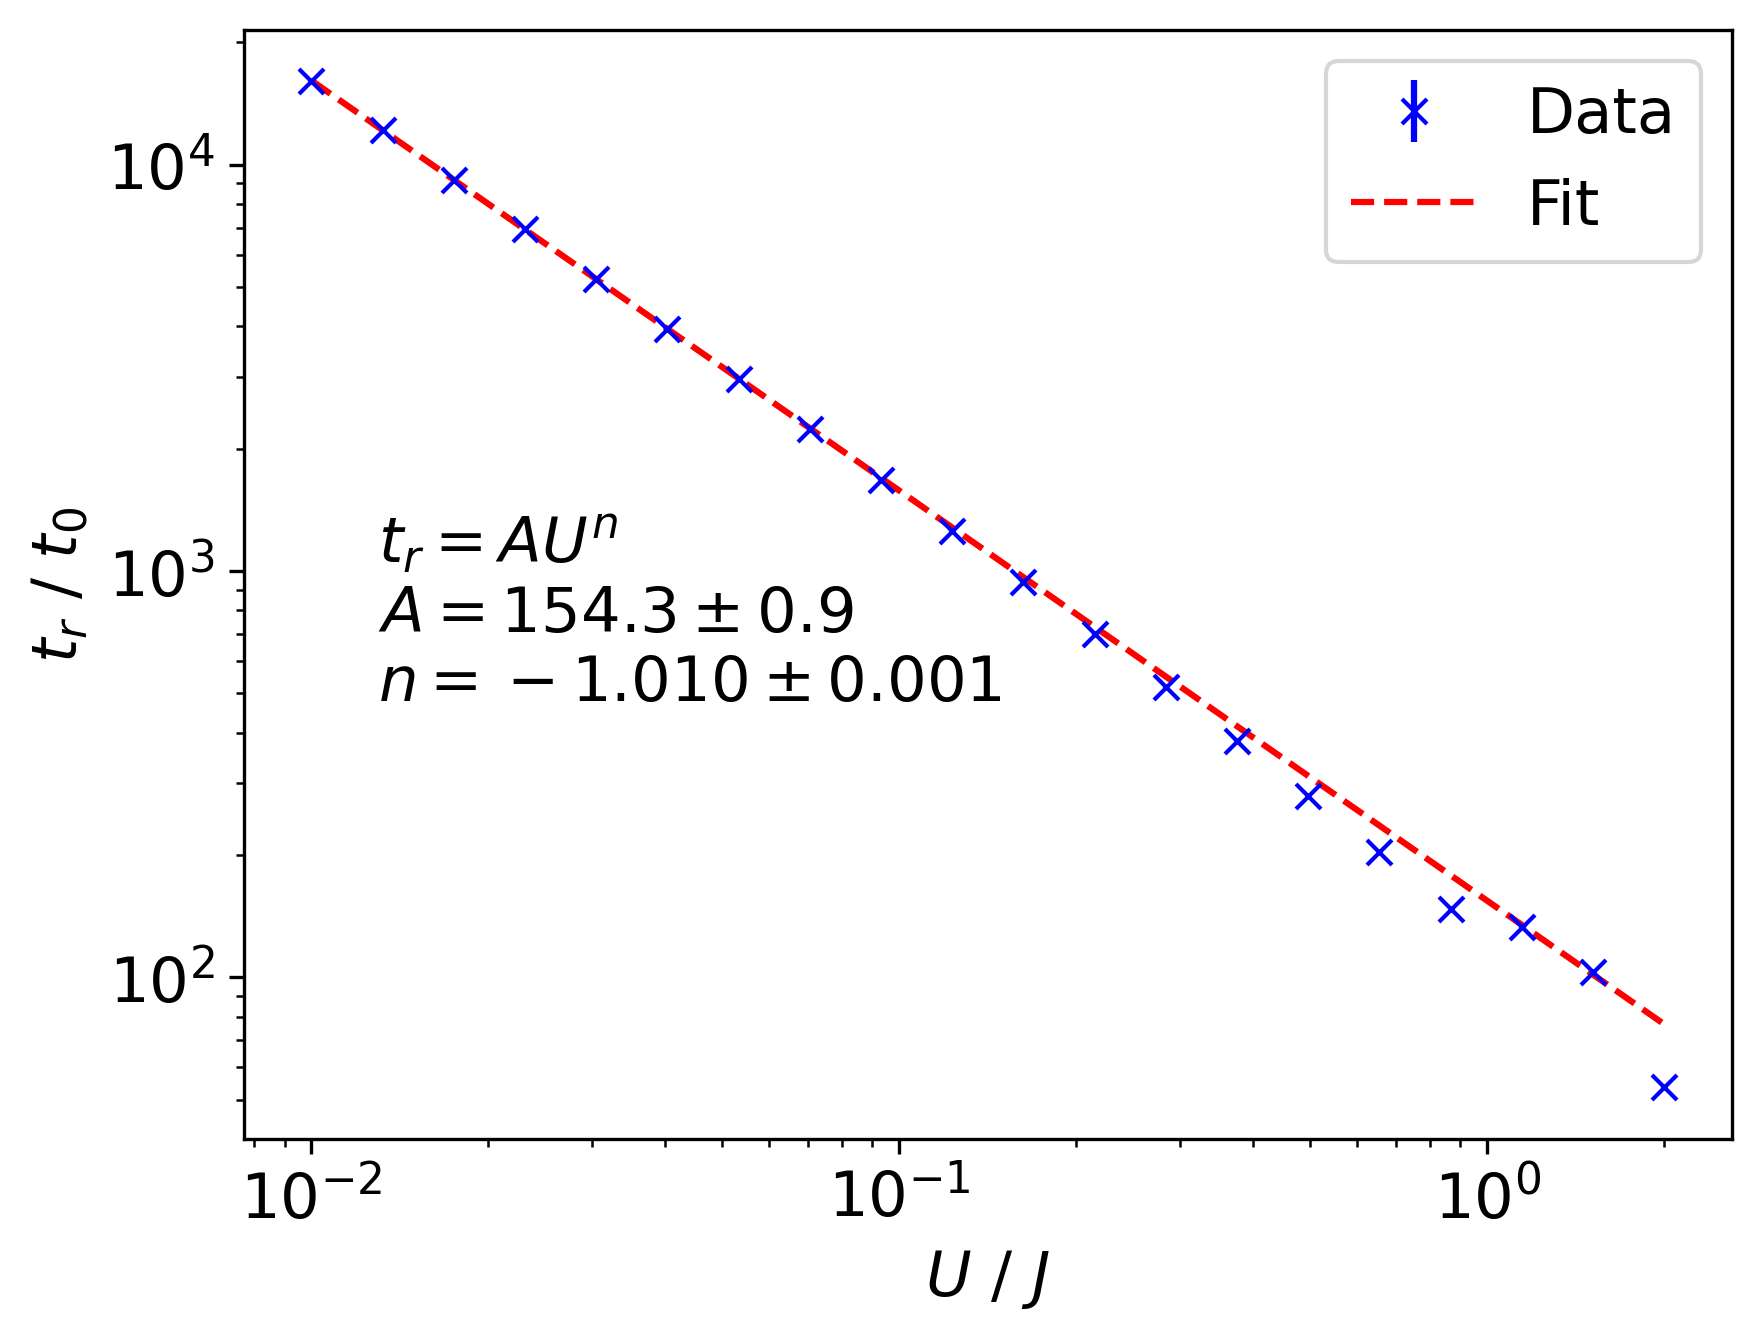 Data
Fit
t_r = AU^n
A = 154.3 ± 0.9
n = −1.010 ± 0.001
t_r / t_0
10^4
10^3
10^2
10^{-2}
10^{-1}
10^0
U / J